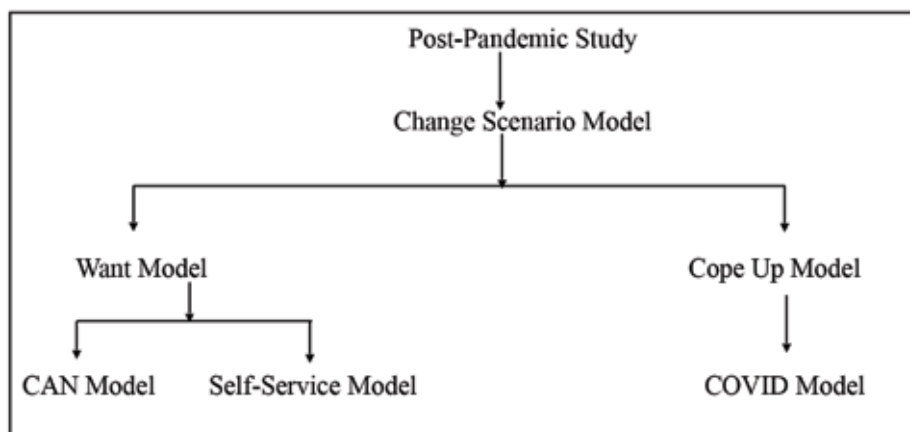 Post-Pandemic Study
Change Scenario Model
Want Model
Cope Up Model
CAN Model
Self-Service Model
COVID Model